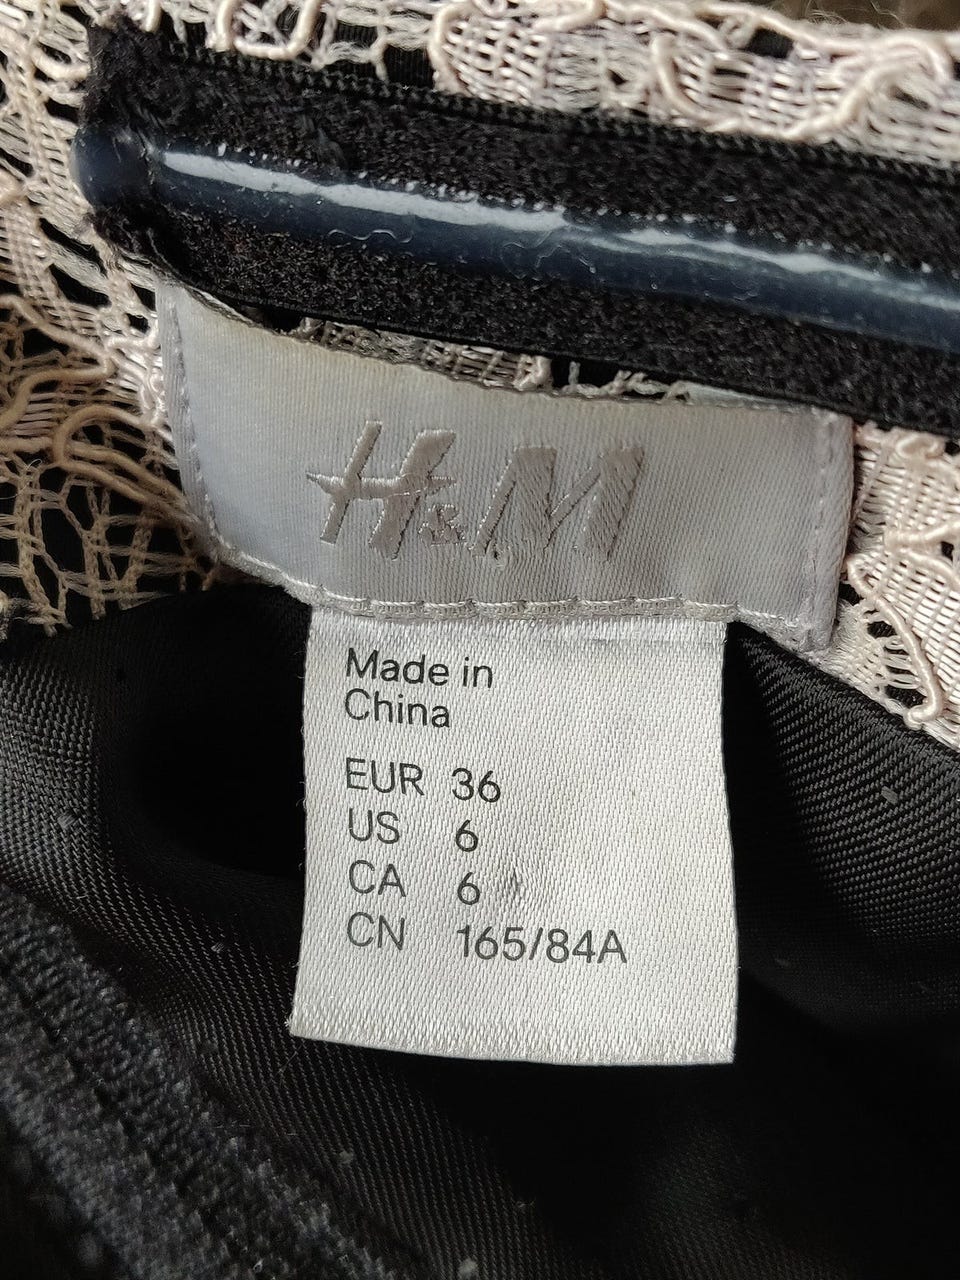 H&M
Made in
China
EUR 36
US 6
CA 6
CN 165/84A